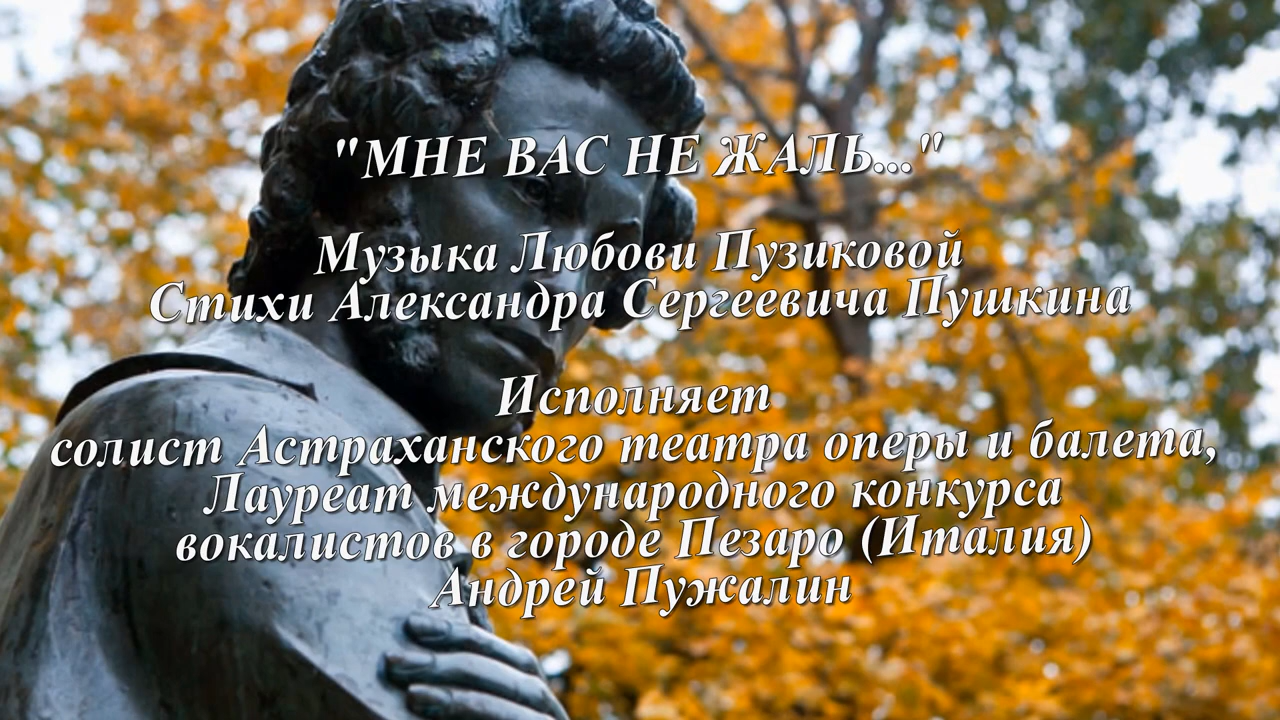 "МНЕ ВАС НЕ ЖАЛЬ..."
Музыка Любови Пузиковой
Стихи Александра Сергеевича Пушкина
Исполняет
солист Астраханского театра оперы и балета,
Лауреат международного конкурса
вокалистов в городе Пезаро (Италия)
Андрей Пужалин